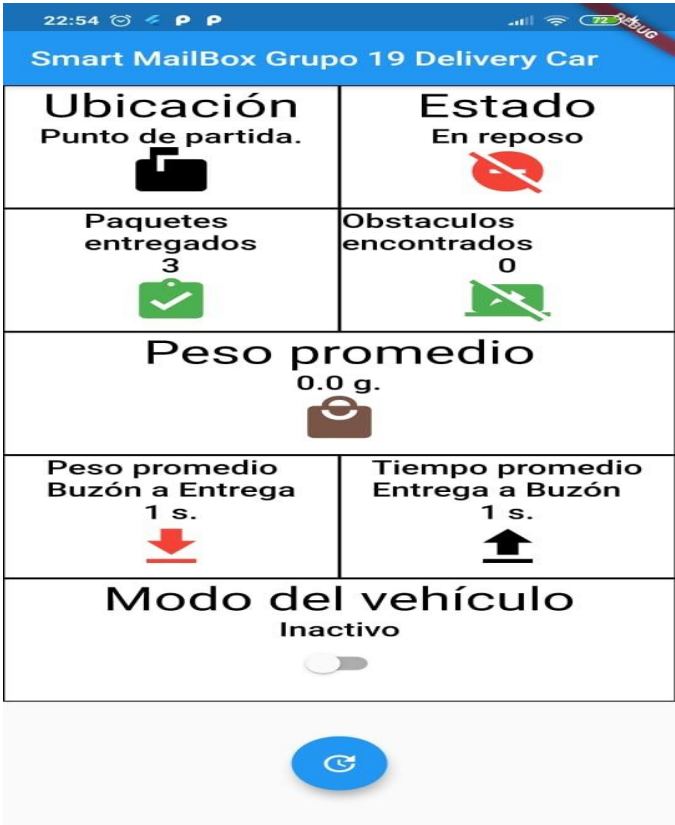 22:54
72
DEBUG
Smart MailBox Grupo 19 Delivery Car
Ubicación
Punto de partida.
Estado
En reposo
Paquetes
entregados
3
Obstaculos
encontrados
0
Peso promedio
0.0 g.
Peso promedio
Buzón a Entrega
1 s.
Tiempo promedio
Entrega a Buzón
1 s.
Modo del vehículo
Inactivo